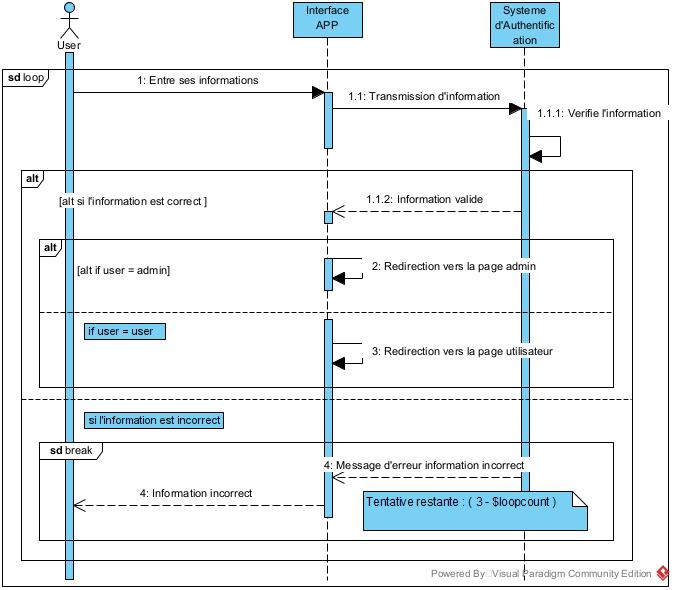 Interface
APP
Systeme
d'Authentific
ation
User
sd loop
1: Entre ses informations
1.1: Transmission d'information
1.1.1: Verifie l'information
alt
[alt si l'information est correct ]
1.1.2: Information valide
alt
[alt if user = admin]
2: Redirection vers la page admin
if user = user
3: Redirection vers la page utilisateur
si l'information est incorrect
sd break
4: Message d'erreur information incorrect
4: Information incorrect
Tentative restante : ( 3 - $loopcount )
Powered By Visual Paradigm Community Edition